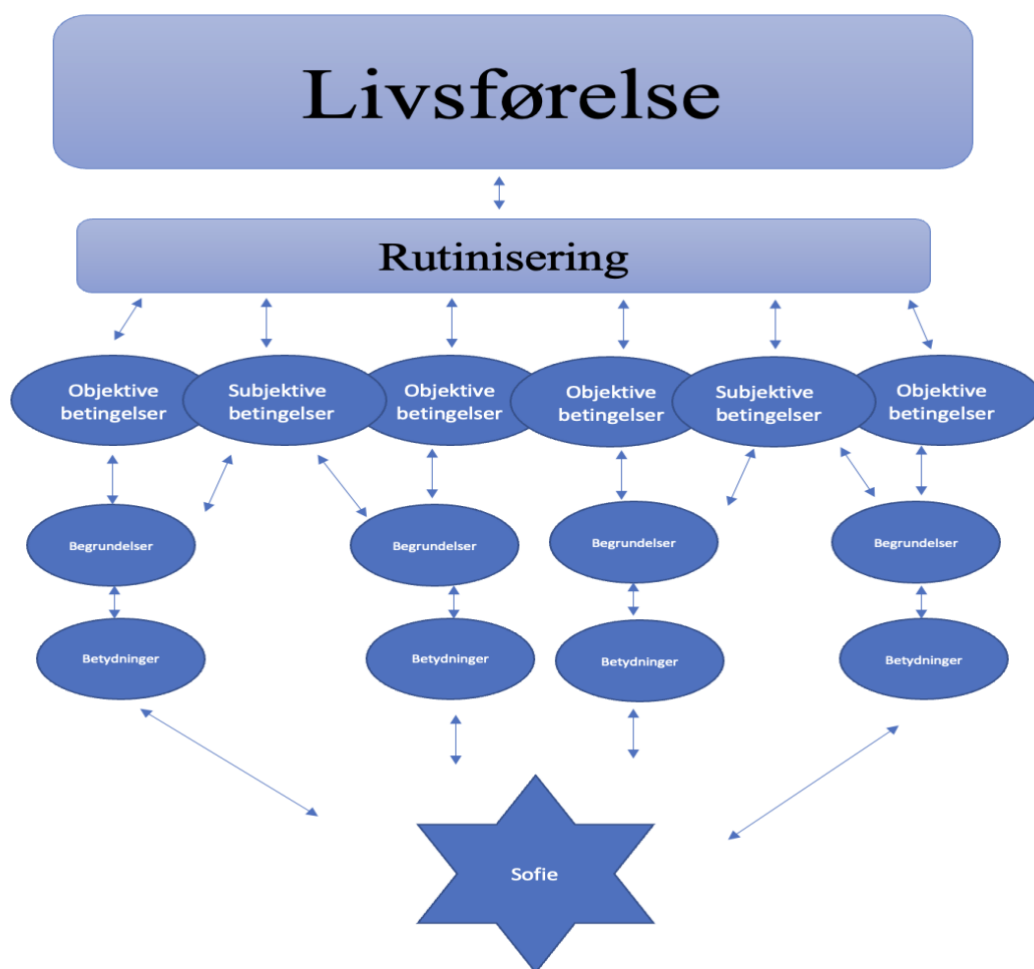 Livsførelse
Rutinisering
Objektive
betingelser
Subjektive
betingelser
Objektive
betingelser
Objektive
betingelser
Subjektive
betingelser
Objektive
betingelser
Begrundelser
Begrundelser
Begrundelser
Begrundelser
Betydninger
Betydninger
Betydninger
Betydninger
Sofie